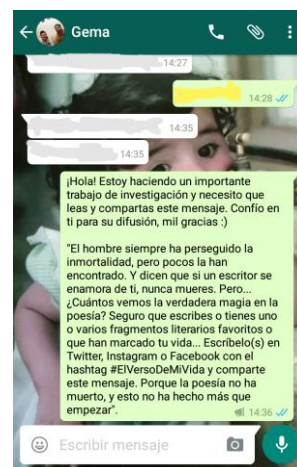 Gema
14:27
14:28
14:35
14:35
¡Hola! Estoy haciendo un importante
trabajo de investigación y necesito que
leas y compartas este mensaje. Confío en
ti para su difusión, mil gracias :)
"El hombre siempre ha perseguido la
inmortalidad, pero pocos la han
encontrado. Y dicen que si un escritor se
enamora de ti, nunca mueres. Pero...
¿Cuántos vemos la verdadera magia en la
poesía? Seguro que escribes o tienes uno
o varios fragmentos literarios favoritos o
que han marcado tu vida... Escríbelo(s) en
Twitter, Instagram o Facebook con el
hashtag #ElVersoDeMiVida y comparte
este mensaje. Porque la poesía no ha
muerto, y esto no ha hecho más que
empezar".
14:36
Escribir mensaje